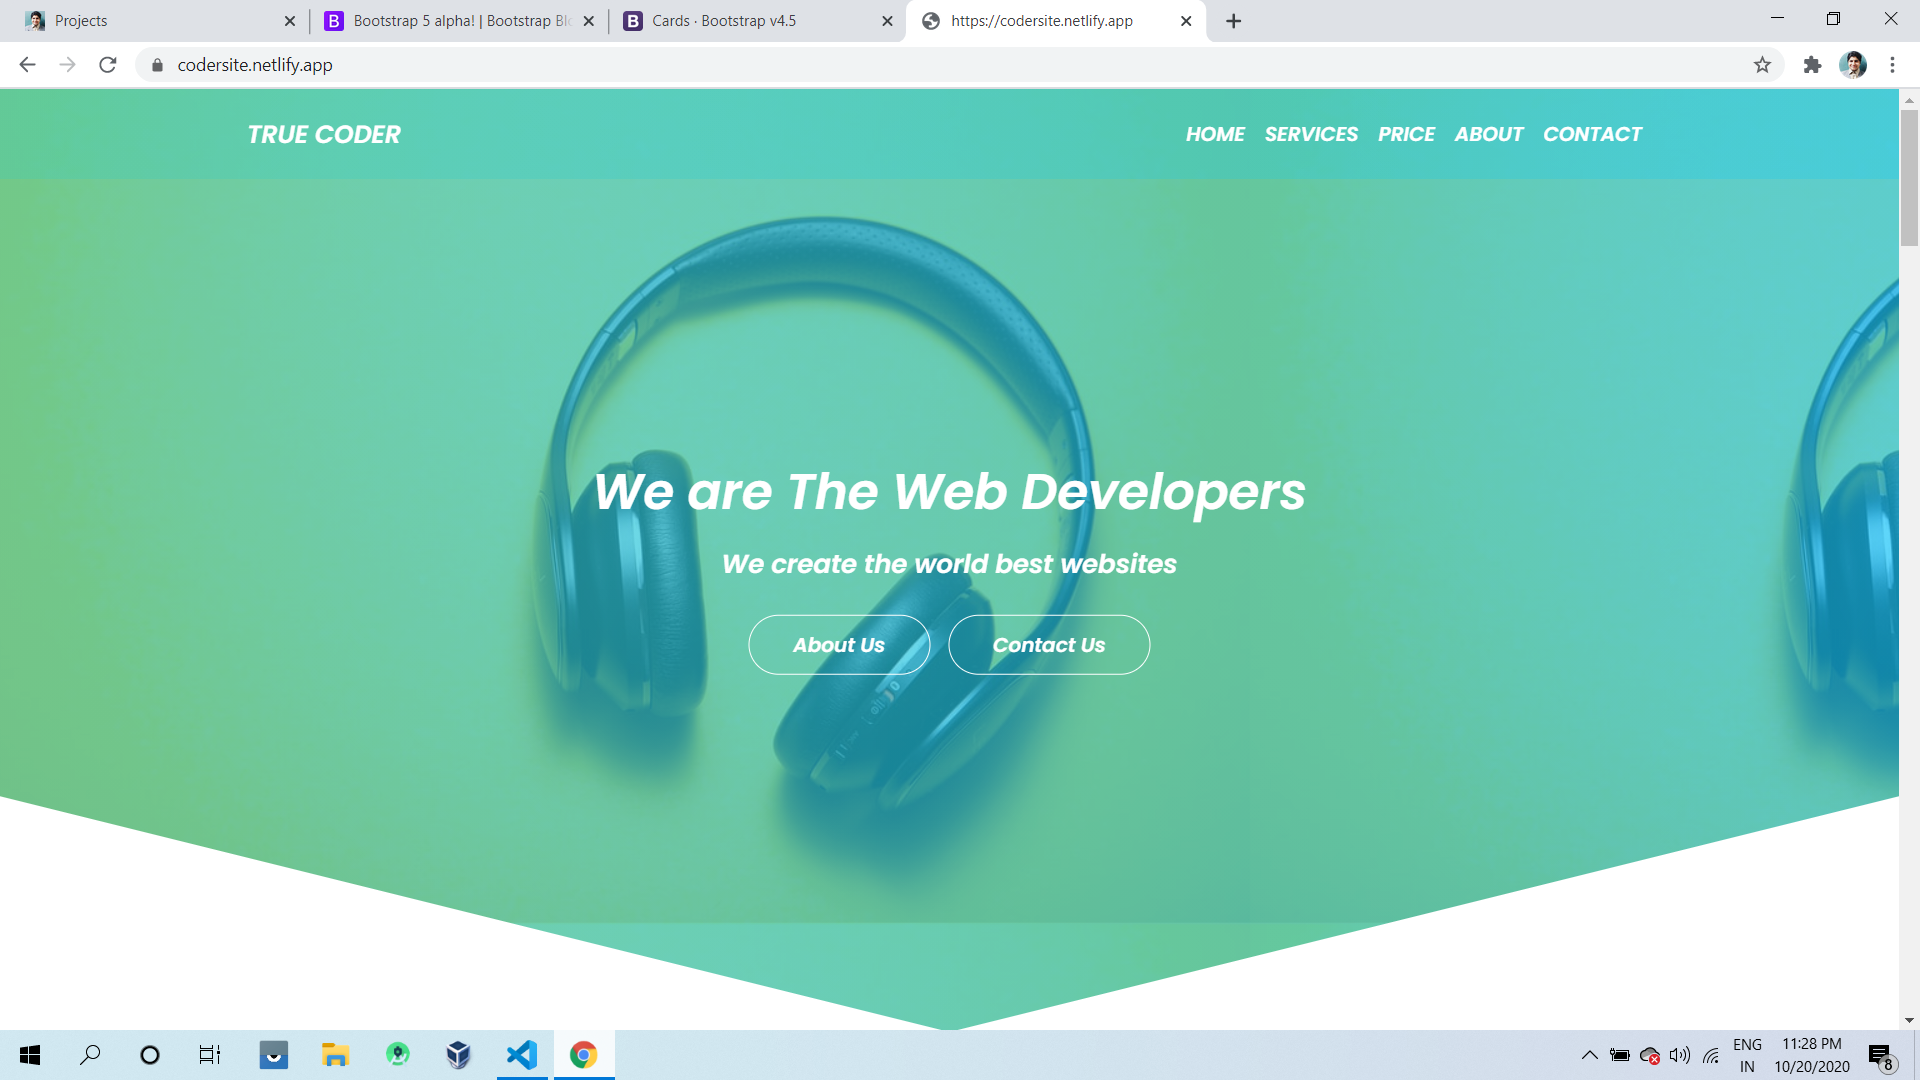 Projects
Bootstrap 5 alpha! | Bootstrap Blo
Cards · Bootstrap v4.5
https://codersite.netlify.app
codersite.netlify.app
TRUE CODER
HOME SERVICES PRICE ABOUT CONTACT
We are The Web Developers
We create the world best websites
About Us
Contact Us
ENG
IN
11:28 PM
10/20/2020
8